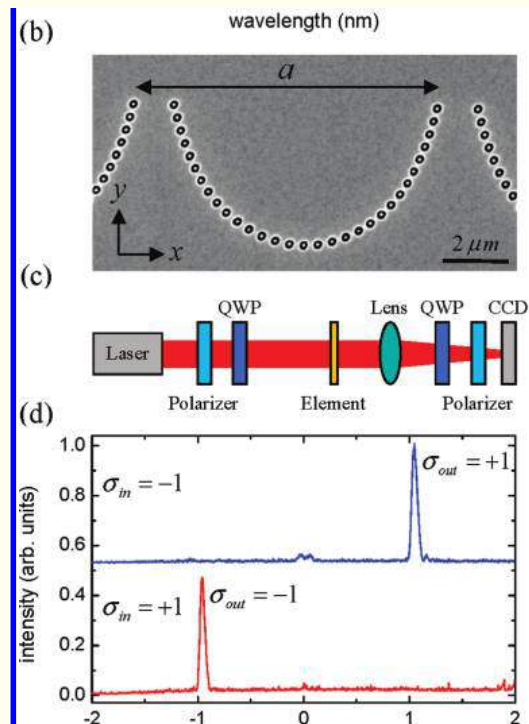 wavelength (nm)
(b)
a
y
x
2 μm
(c)
QWP Lens QWP CCD
Laser
Polarizer Element Polarizer
(d)
1.0
σin = −1 σout = +1
0.8
0.6
0.4
σin = +1 σout = −1
0.2
0.0
intensity (arb. units)
-2 -1 0 1 2